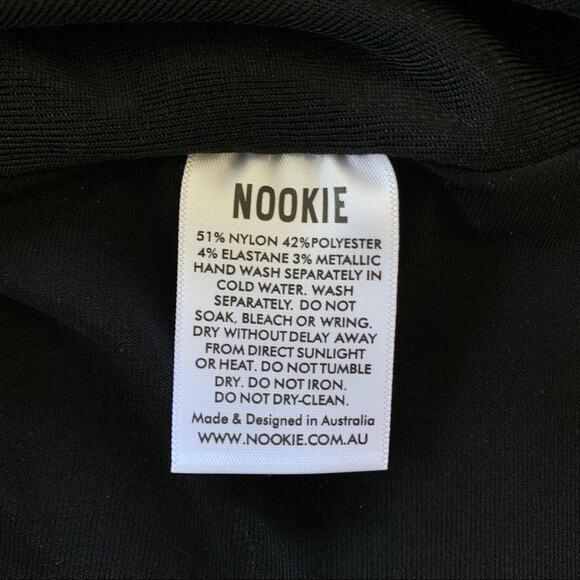 NOOKIE
51% NYLON 42%POLYESTER
4% ELASTANE 3% METALLIC
HAND WASH SEPARATELY IN
COLD WATER. WASH
SEPARATELY. DO NOT
SOAK, BLEACH OR WRING.
DRY WITHOUT DELAY AWAY
FROM DIRECT SUNLIGHT
OR HEAT. DO NOT TUMBLE
DRY. DO NOT IRON.
DO NOT DRY-CLEAN.
Made & Designed in Australia
WWW.NOOKIE.COM.AU